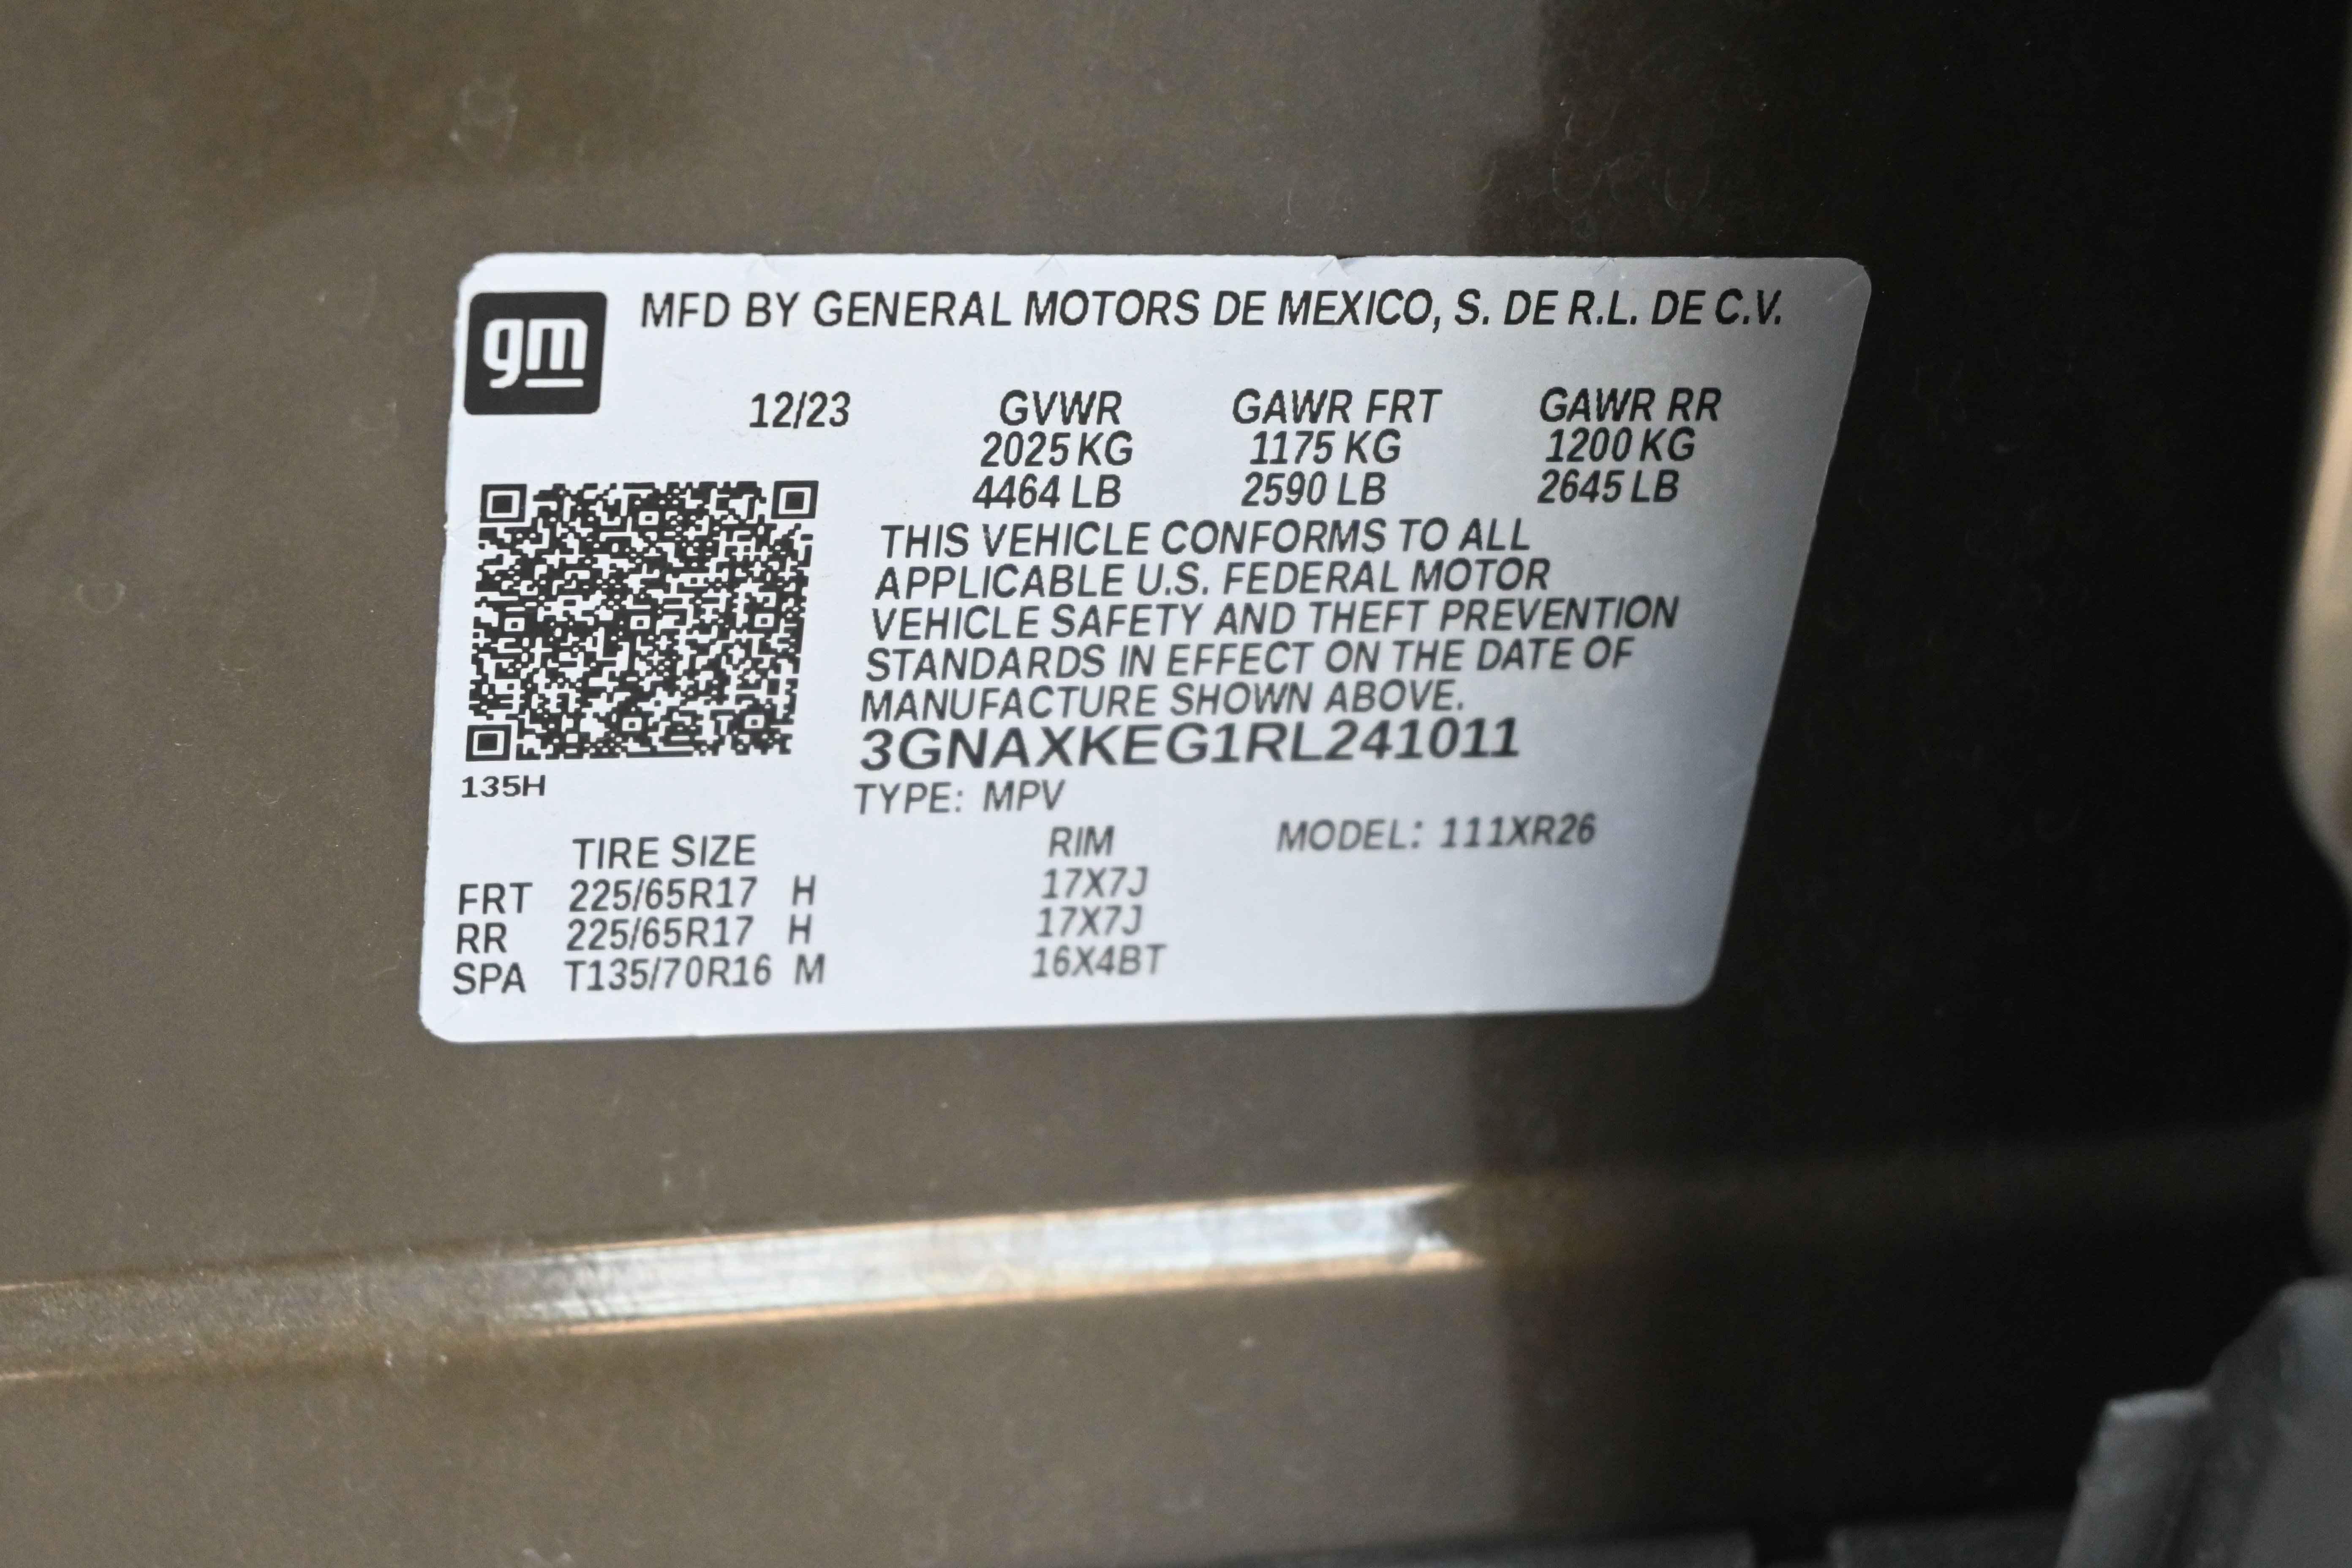 gm
MFD BY GENERAL MOTORS DE MEXICO, S. DE R.L. DE C.V.
12/23 GVWR GAWR FRT GAWR RR
2025 KG 1175 KG 1200 KG
4464 LB 2590 LB 2645 LB
THIS VEHICLE CONFORMS TO ALL
APPLICABLE U.S. FEDERAL MOTOR
VEHICLE SAFETY AND THEFT PREVENTION
STANDARDS IN EFFECT ON THE DATE OF
MANUFACTURE SHOWN ABOVE.
3GNAXKEG1RL241011
135H
TYPE: MPV
TIRE SIZE RIM MODEL: 111XR26
FRT 225/65R17 H 17X7J
RR 225/65R17 H 17X7J
SPA T135/70R16 M 16X4BT